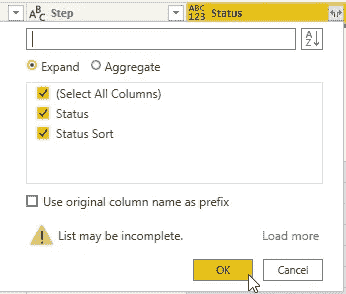 ABC Step ABC 123 Status
A Z
Expand Aggregate
(Select All Columns)
Status
Status Sort
Use original column name as prefix
List may be incomplete. Load more
OK Cancel